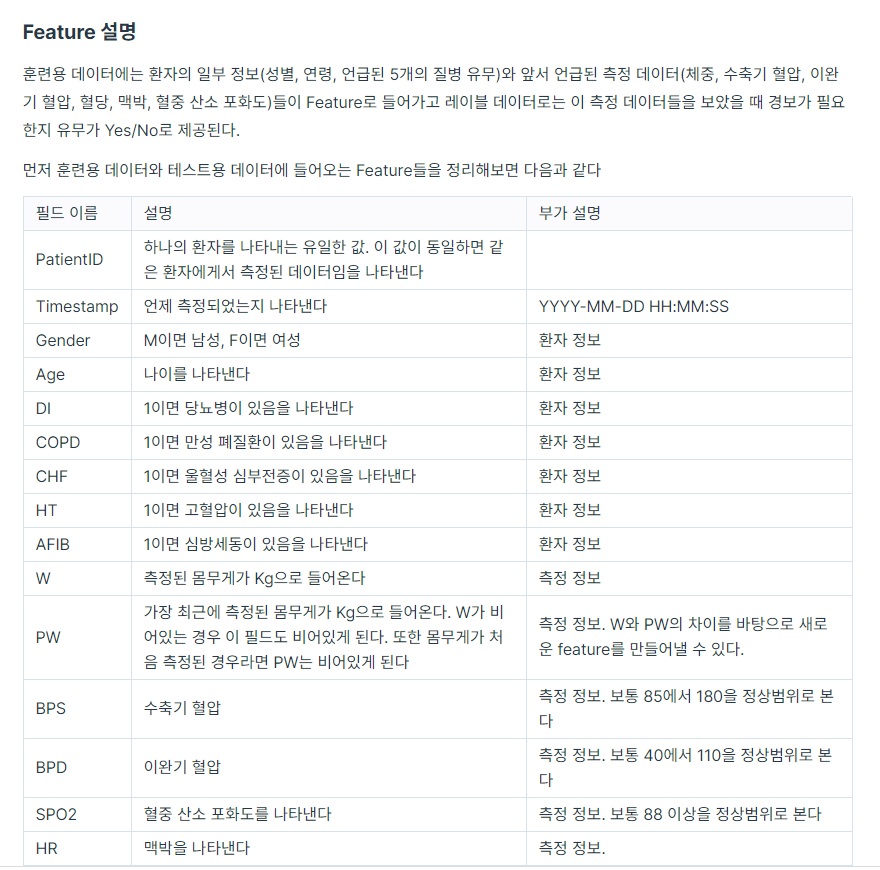 Feature 설명
훈련용 데이터에는 환자의 일부 정보(성별, 연령, 언급된 5개의 질병 유무)와 앞서 언급된 측정 데이터(체중, 수축기 혈압, 이완
기 혈압, 혈당, 맥박, 혈중 산소 포화도)들이 Feature로 들어가고 레이블 데이터로는 이 측정 데이터들을 보았을 때 경보가 필요
한지 유무가 Yes/No로 제공된다.
먼저 훈련용 데이터와 테스트용 데이터에 들어오는 Feature들을 정리해보면 다음과 같다
필드 이름 설명 부가 설명
PatientID 하나의 환자를 나타내는 유일한 값. 이 값이 동일하면 같
은 환자에게서 측정된 데이터임을 나타낸다
Timestamp 언제 측정되었는지 나타낸다 YYYY-MM-DD HH:MM:SS
Gender M이면 남성, F이면 여성 환자 정보
Age 나이를 나타낸다 환자 정보
DI 1이면 당뇨병이 있음을 나타낸다 환자 정보
COPD 1이면 만성 폐질환이 있음을 나타낸다 환자 정보
CHF 1이면 울혈성 심부전증이 있음을 나타낸다 환자 정보
HT 1이면 고혈압이 있음을 나타낸다 환자 정보
AFIB 1이면 심방세동이 있음을 나타낸다 환자 정보
W 측정된 몸무게가 Kg으로 들어온다 측정 정보
PW
가장 최근에 측정된 몸무게가 Kg으로 들어온다. W가 비
어있는 경우 이 필드도 비어있게 된다. 또한 몸무게가 처
음 측정된 경우라면 PW는 비어있게 된다
측정 정보. W와 PW의 차이를 바탕으로 새로
운 feature를 만들어낼 수 있다.
BPS 수축기 혈압 측정 정보. 보통 85에서 180을 정상범위로 본
다
BPD 이완기 혈압 측정 정보. 보통 40에서 110을 정상범위로 본
다
SPO2 혈중 산소 포화도를 나타낸다 측정 정보. 보통 88 이상을 정상범위로 본다
HR 맥박을 나타낸다 측정 정보.